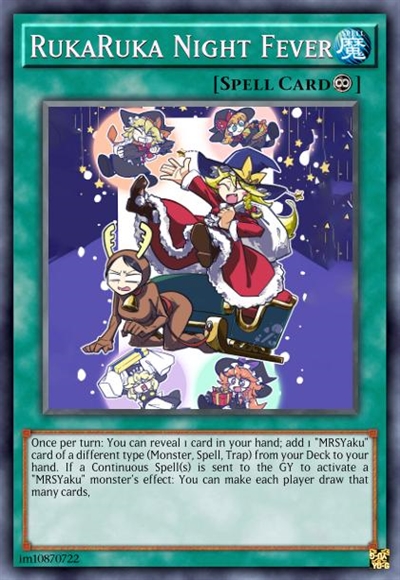 RukaRuka Night Fever
SPELL
魔
[Spell Card]
Once per turn: You can reveal 1 card in your hand; add 1 "MRSYaku"
card of a different type (Monster, Spell, Trap) from your Deck to your
hand. If a Continuous Spell(s) is sent to the GY to activate a
"MRSYaku" monster's effect: You can make each player draw that
many cards,
im10870722